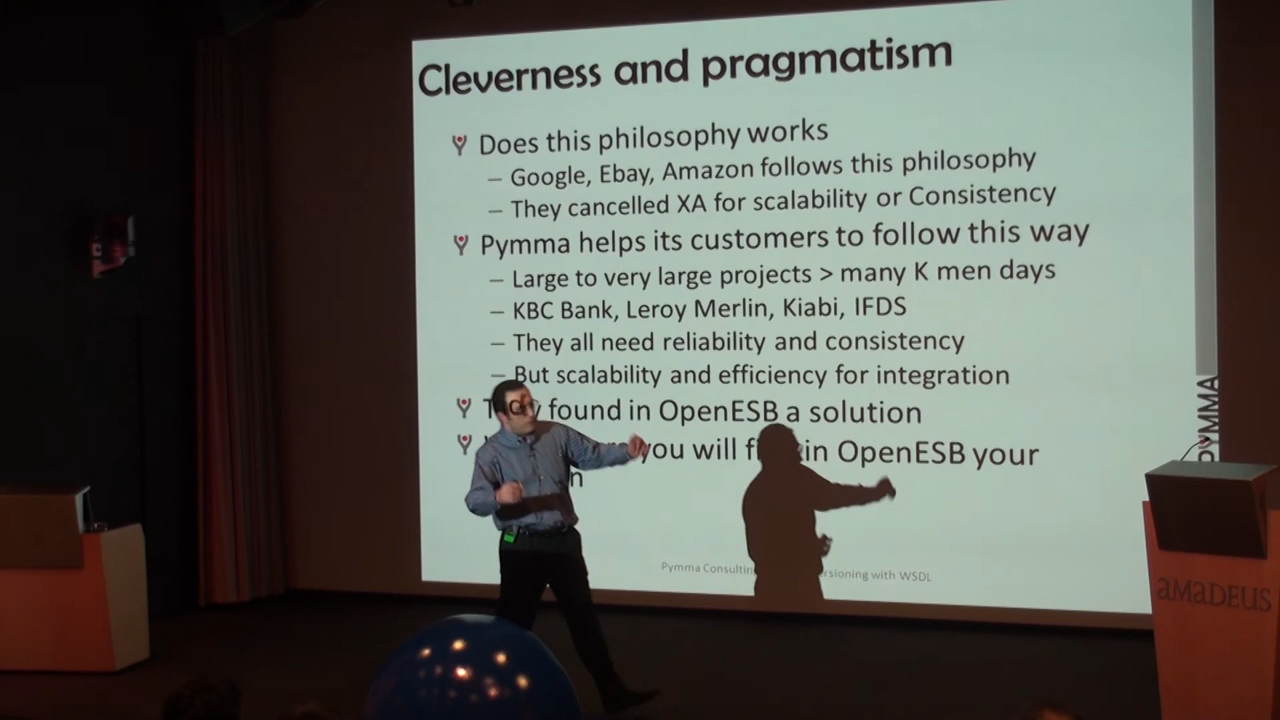 Cleverness and pragmatism
Does this philosophy works
– Google, Ebay, Amazon follows this philosophy
– They cancelled XA for scalability or Consistency
Pymma helps its customers to follow this way
– Large to very large projects > many K men days
– KBC Bank, Leroy Merlin, Kiabi, IFDS
– They all need reliability and consistency
– But scalability and efficiency for integration
found in OpenESB a solution
you will in OpenESB your
Pymma with WSDL
PYMMA
amadeus